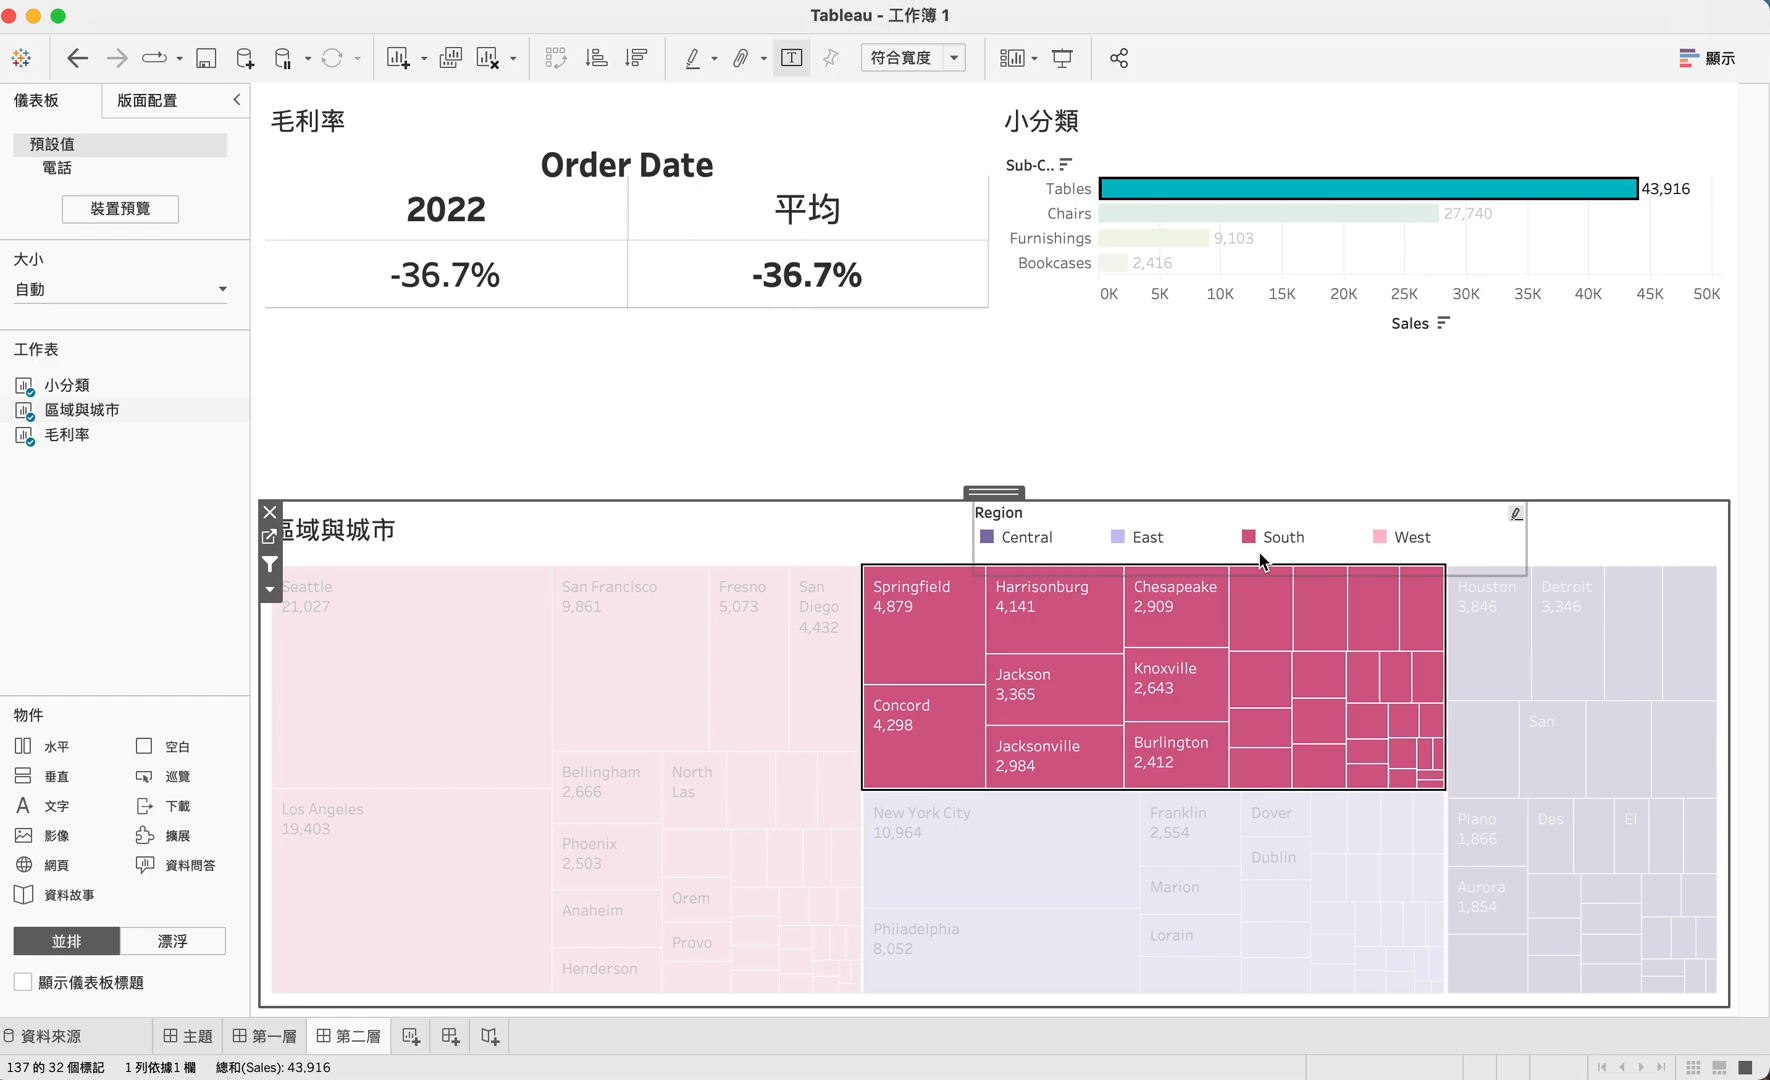 Tableau - 工作簿 1
符合寬度
顯示
儀表板
版面配置
預設值
電話
裝置預覽
大小
自動
工作表
小分類
區域與城市
毛利率
物件
水平
空白
垂直
巡覽
A
文字
下載
影像
擴展
網頁
資料問答
資料故事
並排
漂浮
顯示儀表板標題
毛利率
Order Date
2022
平均
-36.7%
-36.7%
小分類
Sub-C..
Tables
43,916
Chairs
27,740
Furnishings
9,103
Bookcases
2,416
0K 5K 10K 15K 20K 25K 30K 35K 40K 45K 50K
Sales
區域與城市
Region
Central East South West
Seattle
21,027
Los Angeles
19,403
San Francisco
9,861
Fresno
5,073
San
Diego
4,432
Bellingham
2,666
North
Las
Phoenix
2,503
Anaheim
Henderson
Orem
Provo
Springfield
4,879
Concord
4,298
Harrisonburg
4,141
Jackson
3,365
Jacksonville
2,984
Chesapeake
2,909
Knoxville
2,643
Burlington
2,412
New York City
10,964
Philadelphia
8,052
Franklin
2,554
Marion
Lorain
Dover
Dublin
Houston
3,846
Detroit
3,346
San
Plano
1,866
Des
El
Aurora
1,854
資料來源
主題
第一層
第二層
137 的 32 個標記 1 列依據1 欄 總和(Sales): 43,916